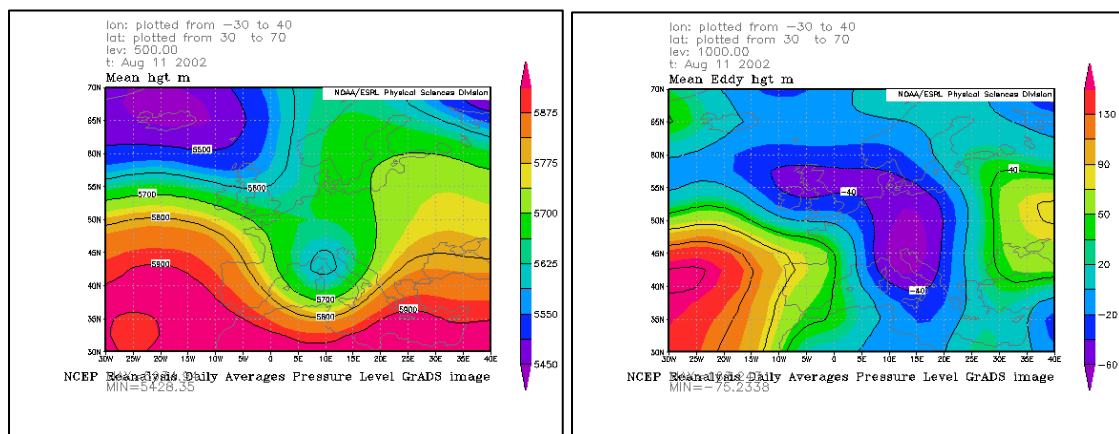 lon: plotted from -30 to 40
lat: plotted from 30 to 70
lev: 500.00
t: Aug 11 2002
Mean hgt m
NOAA/ESRL Physical Sciences Division
70N
65N
60N
55N
50N
45N
40N
35N
30N
5500
5600
5700
5800
5900
5700
5800
5900
30W 25W 20W 15W 10W 5W 0 5E 10E 15E 20E 25E 30E 35E 40E
5875
5775
5700
5625
5550
5450
NCEP Reanalysis Daily Averages Pressure Level GrADS image
MIN=5428.35
lon: plotted from -30 to 40
lat: plotted from 30 to 70
lev: 1000.00
t: Aug 11 2002
Mean Eddy hgt m
NOAA/ESRL Physical Sciences Division
70N
65N
60N
55N
50N
45N
40N
35N
30N
-40
40
-40
30W 25W 20W 15W 10W 5W 0 5E 10E 15E 20E 25E 30E 35E 40E
130
90
50
20
-20
-60
NCEP Reanalysis Daily Averages Pressure Level GrADS image
MIN=-75.2338